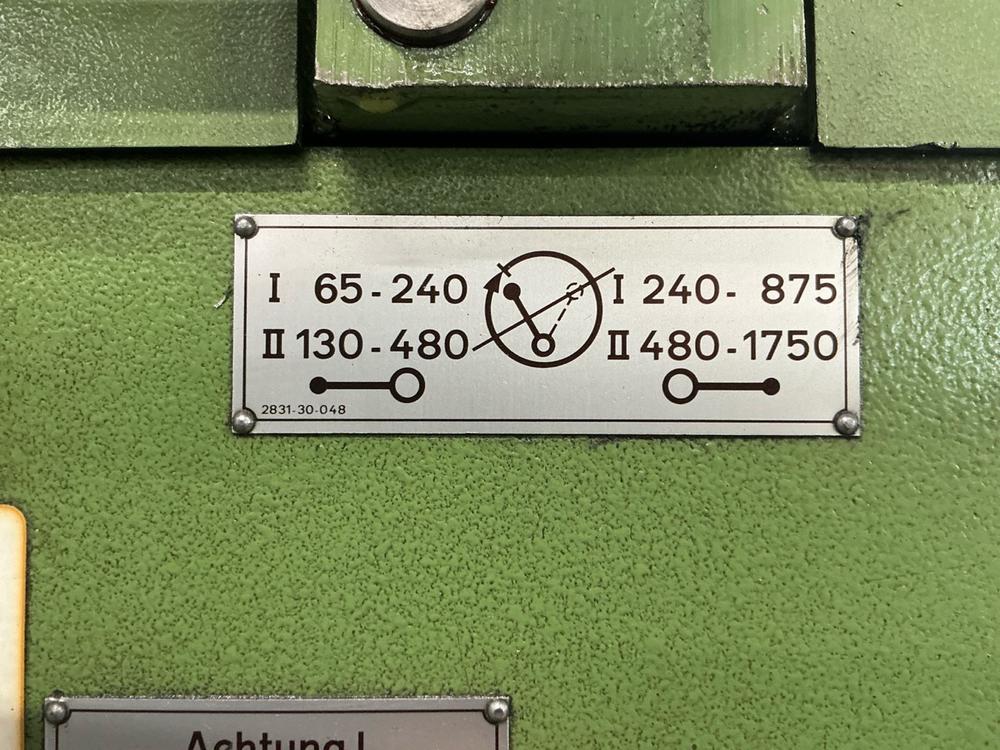 I 65-240 I 240- 875
II 130-480 II 480-1750
2831-30-048
Achtung!